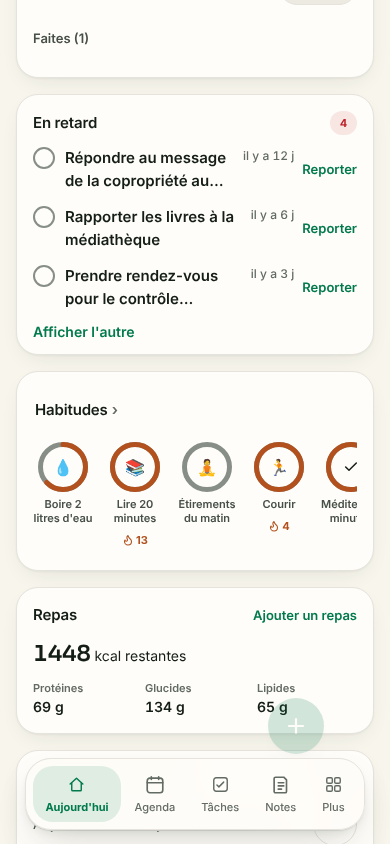 Faites (1)
En retard
4
Répondre au message
de la copropriété au...
il y a 12 j
Reporter
Rapporter les livres à la
médiathèque
il y a 6 j
Reporter
Prendre rendez-vous
pour le contrôle...
il y a 3 j
Reporter
Afficher l'autre
Habitudes ›
Boire 2
litres d'eau
Lire 20
minutes
13
Étirements
du matin
Courir
4
Médite
minut
Repas
Ajouter un repas
1448 kcal restantes
Protéines
69 g
Glucides
134 g
Lipides
65 g
Aujourd'hui
Agenda
Tâches
Notes
Plus